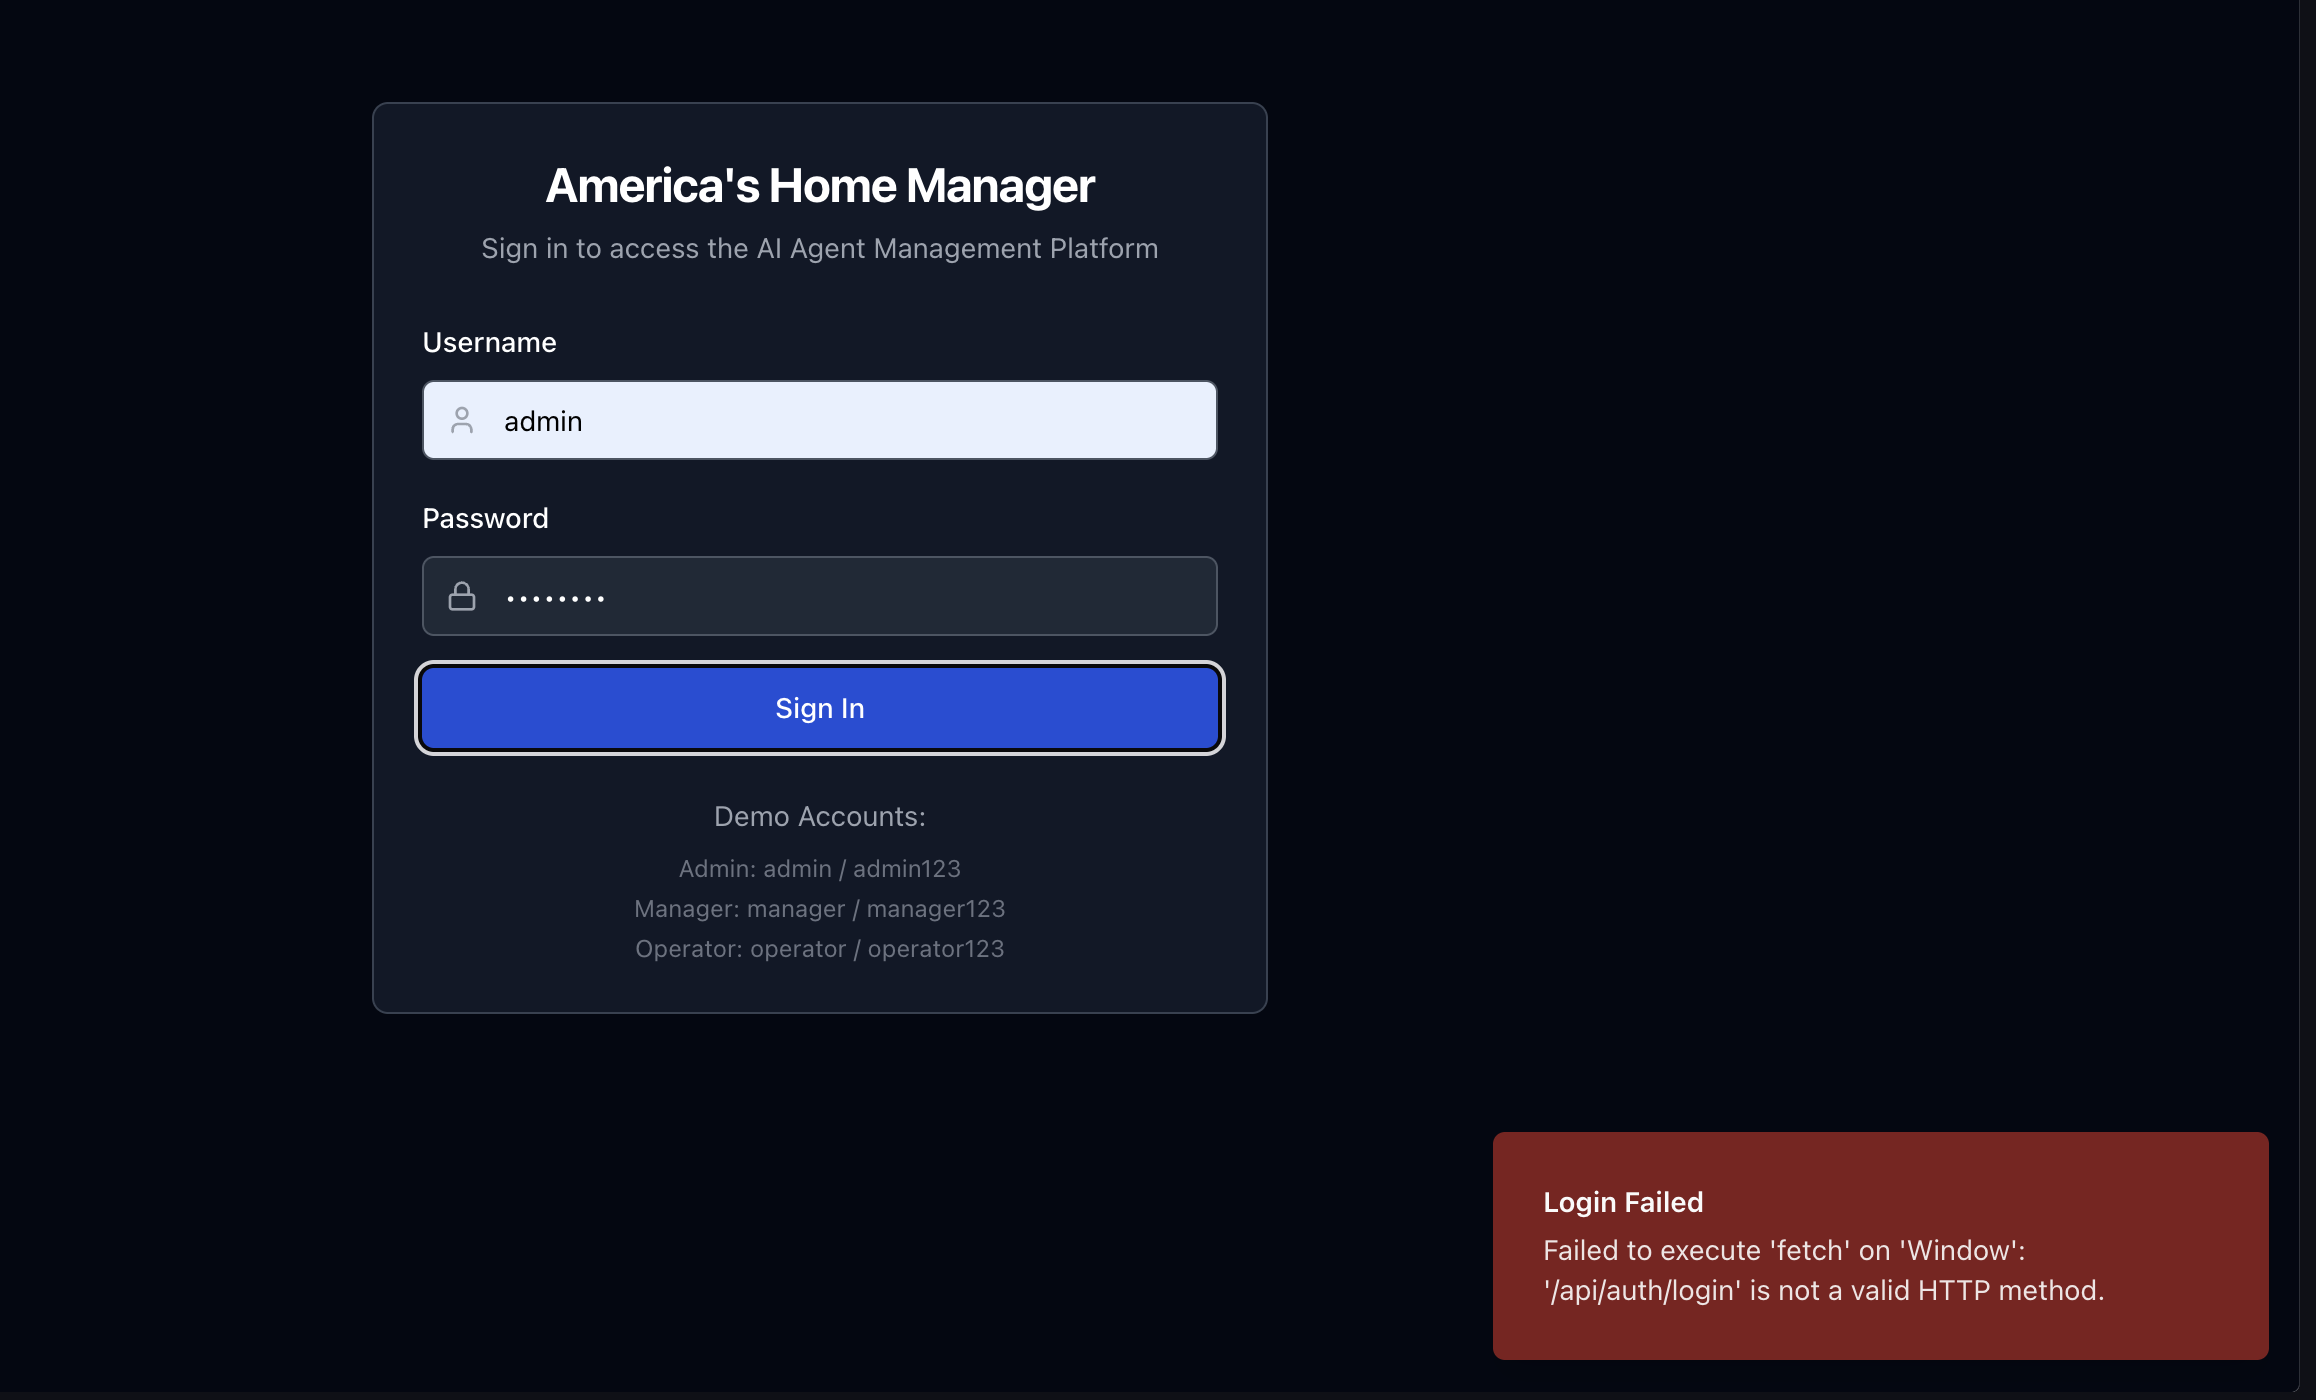 America's Home Manager
Sign in to access the AI Agent Management Platform
Username
admin
Password
••••••••
Sign In
Demo Accounts:
Admin: admin / admin123
Manager: manager / manager123
Operator: operator / operator123
Login Failed
Failed to execute 'fetch' on 'Window':
'/api/auth/login' is not a valid HTTP method.